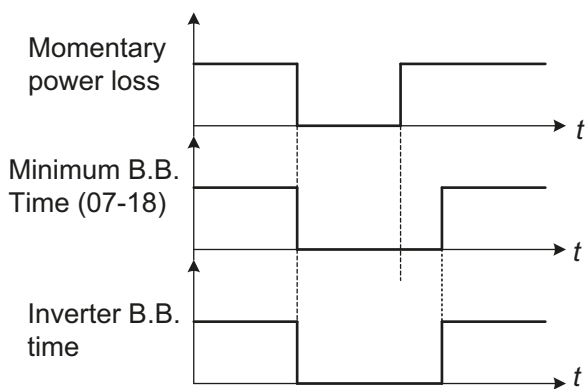 Momentary
power loss
t
Minimum B.B.
Time (07-18)
t
Inverter B.B.
time
t